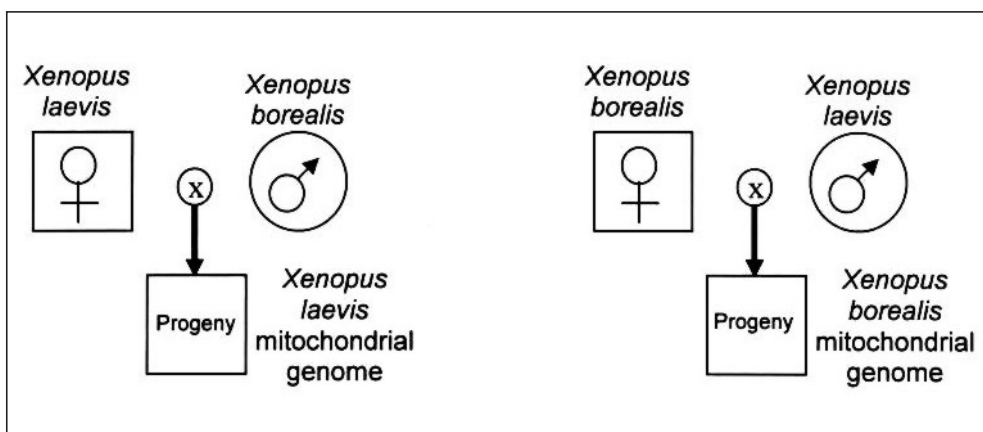 Xenopus
laevis
Xenopus
borealis
X
Progeny
Xenopus
laevis
mitochondrial
genome
Xenopus
borealis
Xenopus
laevis
X
Progeny
Xenopus
borealis
mitochondrial
genome